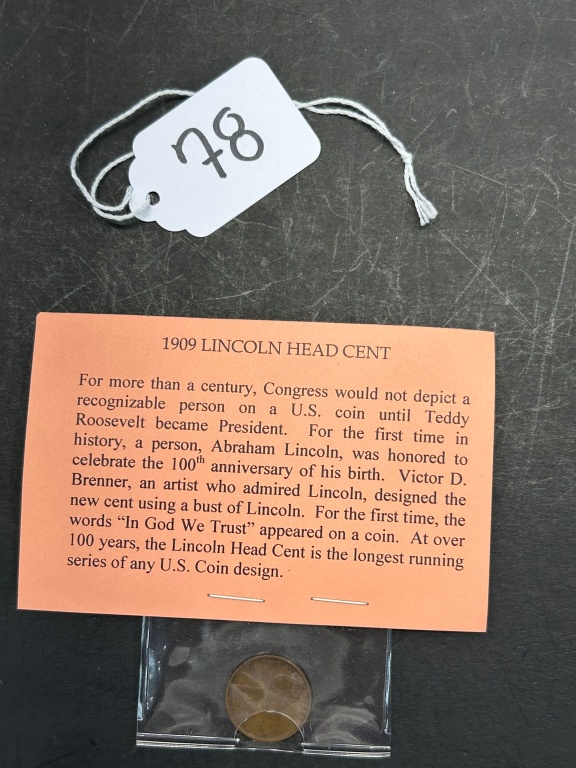 78
1909 LINCOLN HEAD CENT
For more than a century, Congress would not depict a
recognizable person on a U.S. coin until Teddy
Roosevelt became President. For the first time in
history, a person, Abraham Lincoln, was honored to
celebrate the 100th anniversary of his birth. Victor D.
Brenner, an artist who admired Lincoln, designed the
new cent using a bust of Lincoln. For the first time, the
words “In God We Trust” appeared on a coin. At over
100 years, the Lincoln Head Cent is the longest running
series of any U.S. Coin design.